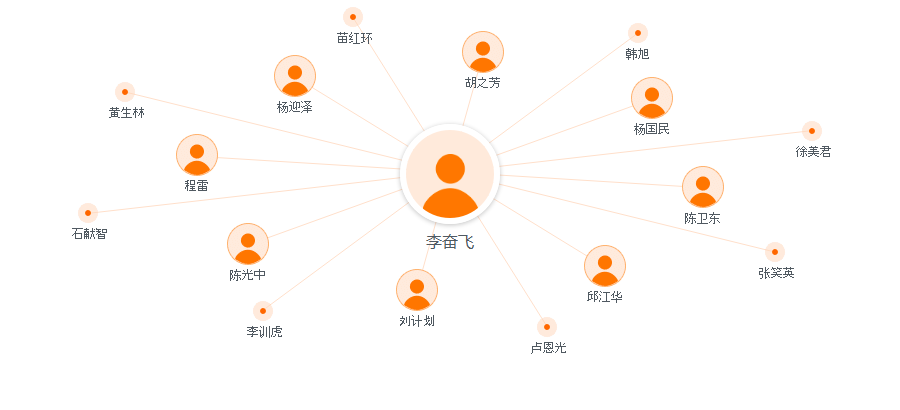 苗红环
韩旭
胡之芳
杨迎泽
黄生林
杨国民
徐美君
程雷
陈卫东
石献智
李奋飞
陈光中
张笑英
邱江华
刘计划
李训虎
卢恩光